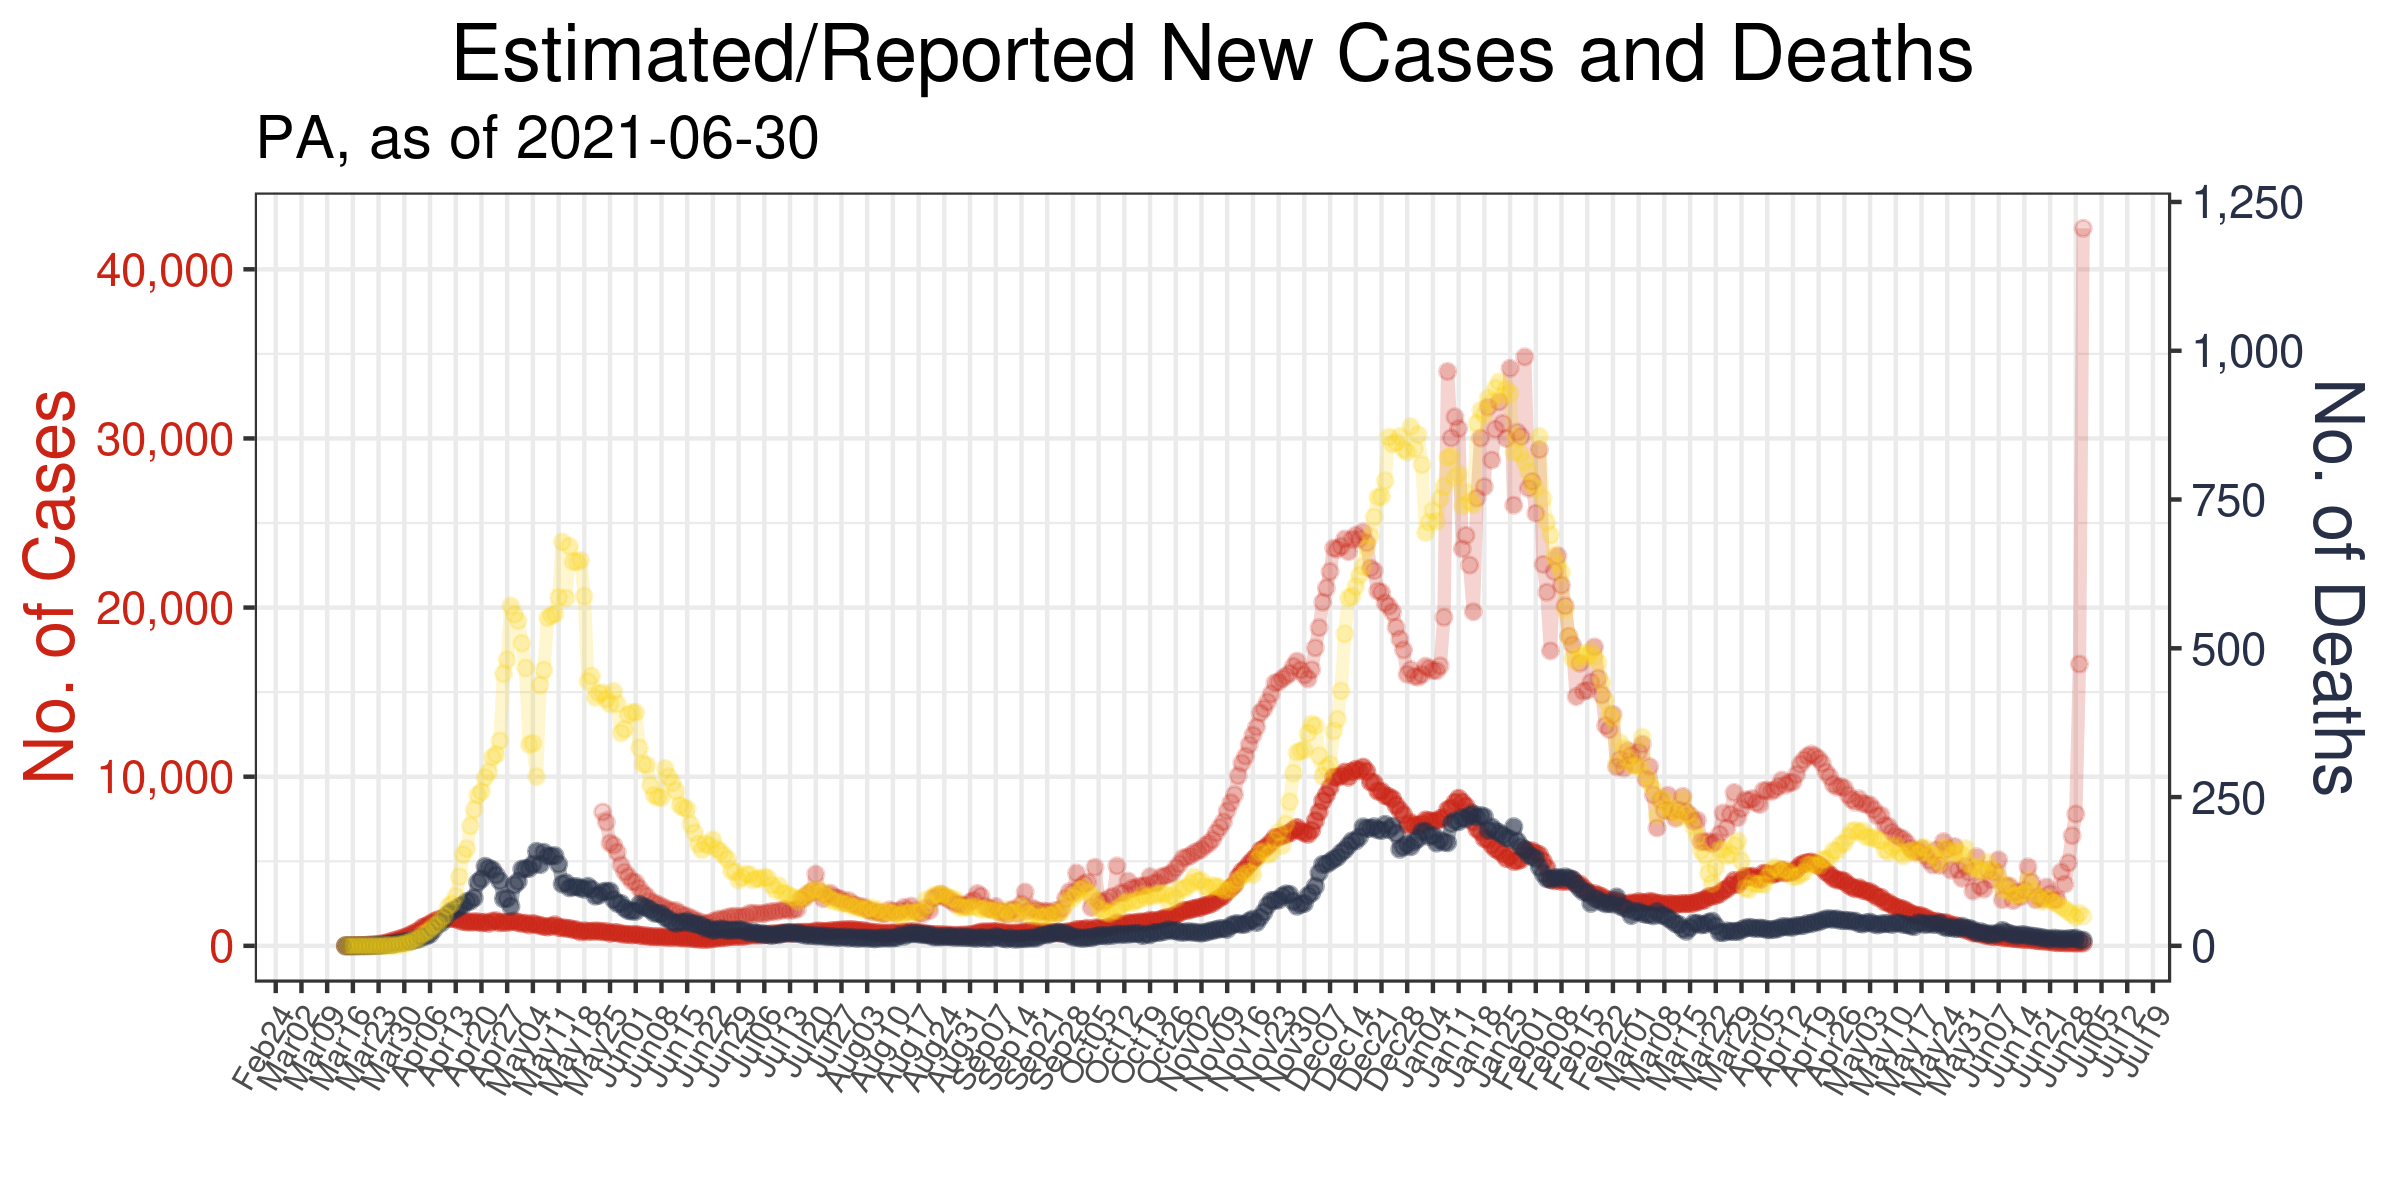 Estimated/Reported New Cases and Deaths
PA, as of 2021-06-30
No. of Cases
40,000
30,000
20,000
10,000
0
1,250
1,000
750
500
250
0
No. of Deaths
Feb24
Mar02
Mar09
Mar16
Mar23
Mar30
Apr06
Apr13
Apr20
Apr27
May04
May11
May18
May25
Jun01
Jun08
Jun15
Jun22
Jun29
Jul06
Jul13
Jul20
Jul27
Aug03
Aug10
Aug17
Aug24
Aug31
Sep07
Sep14
Sep21
Sep28
Oct05
Oct12
Oct19
Oct26
Nov02
Nov09
Nov16
Nov23
Nov30
Dec07
Dec14
Dec21
Dec28
Jan04
Jan11
Jan18
Jan25
Feb01
Feb08
Feb15
Feb22
Mar01
Mar08
Mar15
Mar22
Mar29
Apr05
Apr12
Apr19
Apr26
May03
May10
May17
May24
May31
Jun07
Jun14
Jun21
Jun28
Jul05
Jul12
Jul19